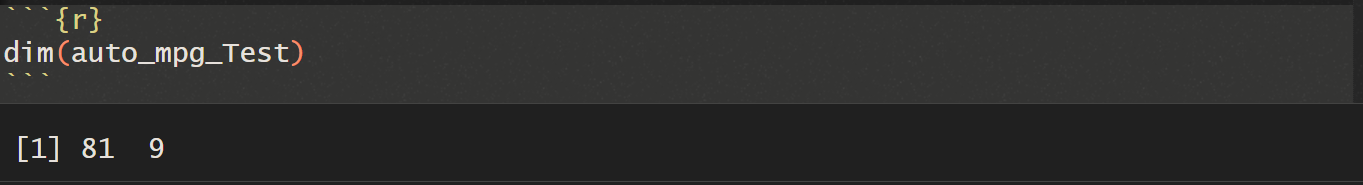 ```{r}
dim(auto_mpg_Test)
```
[1] 81  9